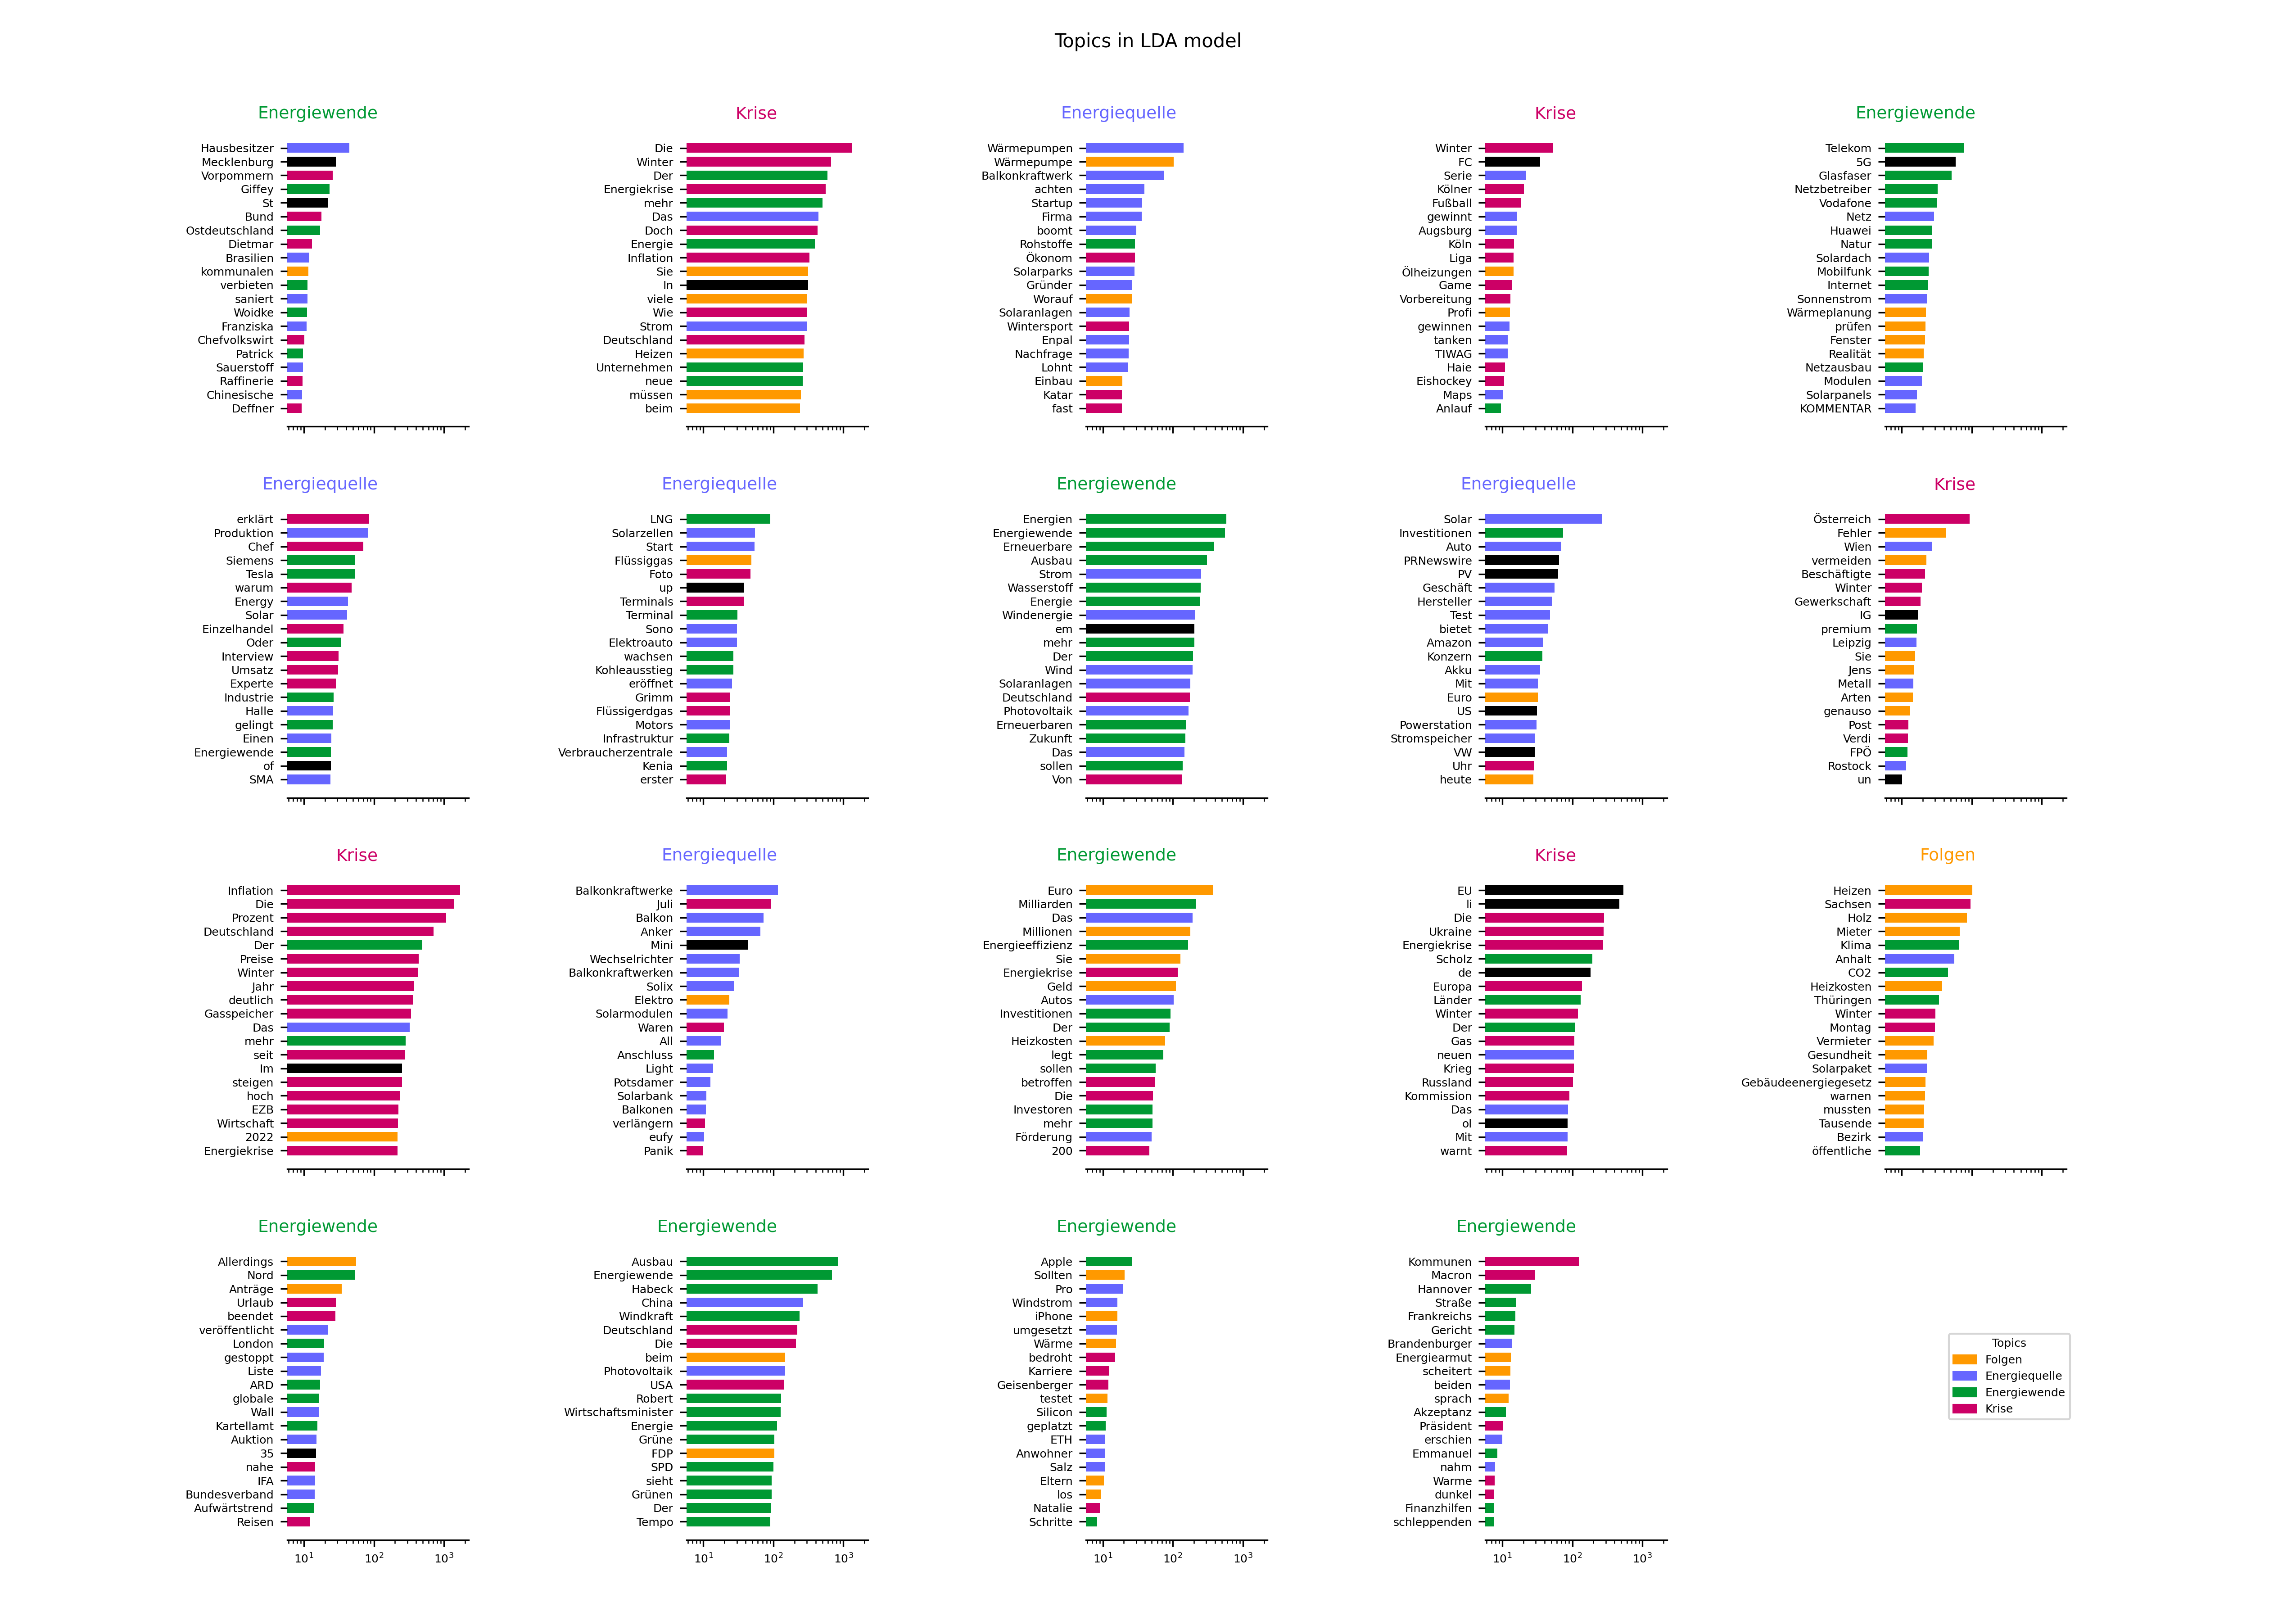 Topics in LDA model
Energiewende
Hausbesitzer
Mecklenburg
Vorpommern
Giffey
St
Bund
Ostdeutschland
Dietmar
Brasilien
kommunalen
verbieten
saniert
Woidke
Franziska
Chefvolkswirt
Patrick
Sauerstoff
Raffinerie
Chinesische
Deffner
Krise
Die
Winter
Der
Energiekrise
mehr
Das
Doch
Energie
Inflation
Sie
In
viele
Wie
Strom
Deutschland
Heizen
Unternehmen
neue
müssen
beim
Energiequelle
Wärmepumpen
Wärmepumpe
Balkonkraftwerk
achten
Startup
Firma
boomt
Rohstoffe
Ökonom
Solarparks
Gründer
Worauf
Solaranlagen
Wintersport
Enpal
Nachfrage
Lohnt
Einbau
Katar
fast
Krise
Winter
FC
Serie
Kölner
Fußball
gewinnt
Augsburg
Köln
Liga
Ölheizungen
Game
Vorbereitung
Profi
gewinnen
tanken
TIWAG
Haie
Eishockey
Maps
Anlauf
Energiewende
Telekom
5G
Glasfaser
Netzbetreiber
Vodafone
Netz
Huawei
Natur
Solardach
Mobilfunk
Internet
Sonnenstrom
Wärmeplanung
prüfen
Fenster
Realität
Netzausbau
Modulen
Solarpanels
KOMMENTAR
Energiequelle
erklärt
Produktion
Chef
Siemens
Tesla
warum
Energy
Solar
Einzelhandel
Oder
Interview
Umsatz
Experte
Industrie
Halle
gelingt
Einen
Energiewende
of
SMA
Energiequelle
LNG
Solarzellen
Start
Flüssiggas
Foto
up
Terminals
Terminal
Sono
Elektroauto
wachsen
Kohleausstieg
eröffnet
Grimm
Flüssigerdgas
Motors
Infrastruktur
Verbraucherzentrale
Kenia
erster
Energiewende
Energien
Energiewende
Erneuerbare
Ausbau
Strom
Wasserstoff
Energie
Windenergie
em
mehr
Der
Wind
Solaranlagen
Deutschland
Photovoltaik
Erneuerbaren
Zukunft
Das
sollen
Von
Energiequelle
Solar
Investitionen
Auto
PRNewswire
PV
Geschäft
Hersteller
Test
bietet
Amazon
Konzern
Akku
Mit
Euro
US
Powerstation
Stromspeicher
VW
Uhr
heute
Krise
Österreich
Fehler
Wien
vermeiden
Beschäftigte
Winter
Gewerkschaft
IG
premium
Leipzig
Sie
Jens
Metall
Arten
genauso
Post
Verdi
FPÖ
Rostock
un
Krise
Inflation
Die
Prozent
Deutschland
Der
Preise
Winter
Jahr
deutlich
Gasspeicher
Das
mehr
seit
Im
steigen
hoch
EZB
Wirtschaft
2022
Energiekrise
Energiequelle
Balkonkraftwerke
Juli
Balkon
Anker
Mini
Wechselrichter
Balkonkraftwerken
Solix
Elektro
Solarmodulen
Waren
All
Anschluss
Light
Potsdamer
Solarbank
Balkonen
verlängern
eufy
Panik
Energiewende
Euro
Milliarden
Das
Millionen
Energieeffizienz
Sie
Energiekrise
Geld
Autos
Investitionen
Der
Heizkosten
legt
sollen
betroffen
Die
Investoren
mehr
Förderung
200
Krise
EU
li
Die
Ukraine
Energiekrise
Scholz
de
Europa
Länder
Winter
Der
Gas
neuen
Krieg
Russland
Kommission
Das
ol
Mit
warnt
Folgen
Heizen
Sachsen
Holz
Mieter
Klima
Anhalt
CO2
Heizkosten
Thüringen
Winter
Montag
Vermieter
Gesundheit
Solarpaket
Gebäudeenergiegesetz
warnen
mussten
Tausende
Bezirk
öffentliche
Energiewende
Allerdings
Nord
Anträge
Urlaub
beendet
veröffentlicht
London
gestoppt
Liste
ARD
globale
Wall
Kartellamt
Auktion
35
nahe
IFA
Bundesverband
Aufwärtstrend
Reisen
10¹ 10² 10³
Energiewende
Ausbau
Energiewende
Habeck
China
Windkraft
Deutschland
Die
beim
Photovoltaik
USA
Robert
Wirtschaftsminister
Energie
Grüne
FDP
SPD
sieht
Grünen
Der
Tempo
10¹ 10² 10³
Energiewende
Apple
Sollten
Pro
Windstrom
iPhone
umgesetzt
Wärme
bedroht
Karriere
Geisenberger
testet
Silicon
geplatzt
ETH
Anwohner
Salz
Eltern
los
Natalie
Schritte
10¹ 10² 10³
Energiewende
Kommunen
Macron
Hannover
Straße
Frankreichs
Gericht
Brandenburger
Energiearmut
scheitert
beiden
sprach
Akzeptanz
Präsident
erschien
Emmanuel
nahm
Warme
dunkel
Finanzhilfen
schleppenden
10¹ 10² 10³
Topics
Folgen
Energiequelle
Energiewende
Krise